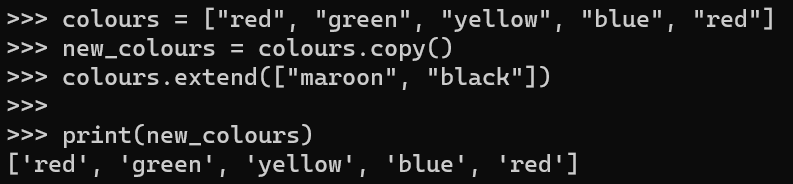 >>> colours = ["red", "green", "yellow", "blue", "red"]
>>> new_colours = colours.copy()
>>> colours.extend(["maroon", "black"])
>>>
>>> print(new_colours)
['red', 'green', 'yellow', 'blue', 'red']